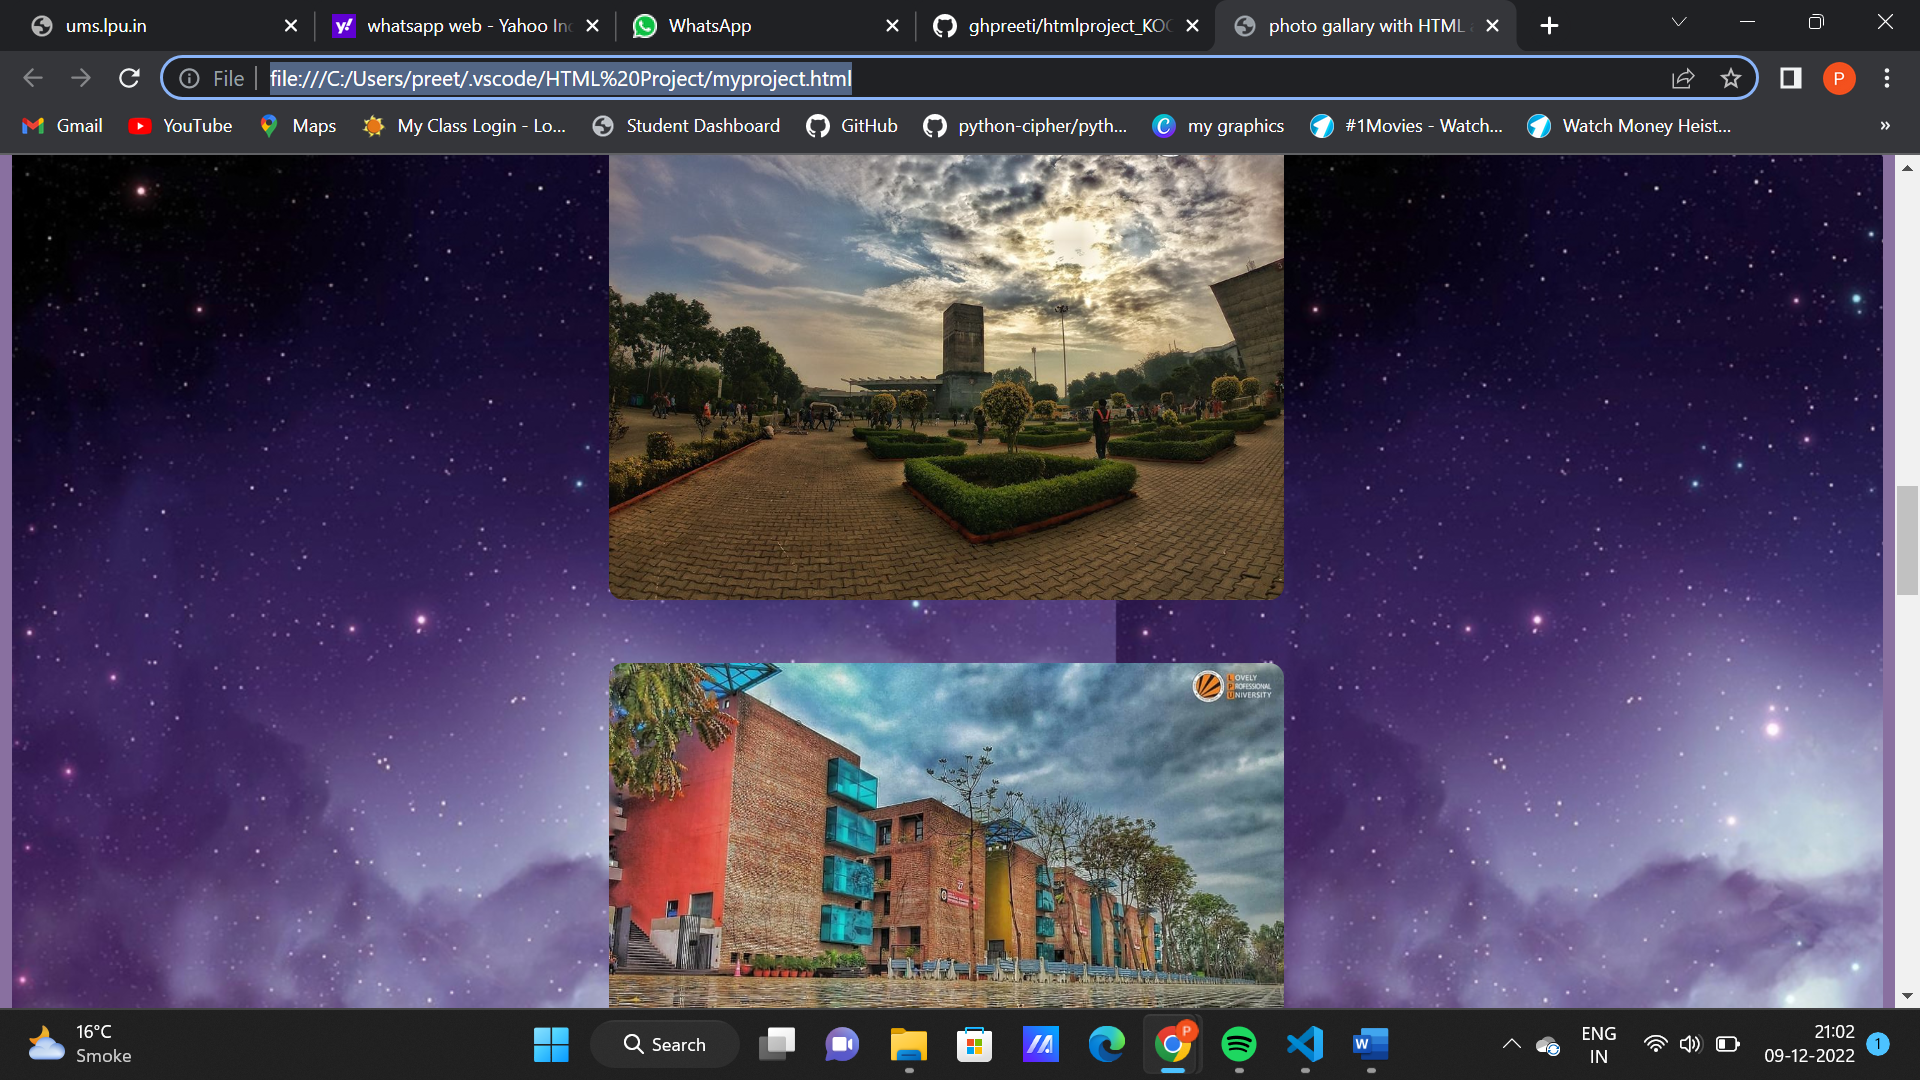 ums.lpu.in
whatsapp web - Yahoo In
WhatsApp
ghpreeti/htmlproject_KO
photo gallary with HTML
File
file:///C:/Users/preet/.vscode/HTML%20Project/myproject.html
P
Gmail
YouTube
Maps
My Class Login - Lo...
Student Dashboard
GitHub
python-cipher/pyth...
my graphics
#1Movies - Watch...
Watch Money Heist...
»
LOVELY
PROFESSIONAL
UNIVERSITY
16°C
Smoke
Search
P
W
ENG
IN
21:02
09-12-2022
1